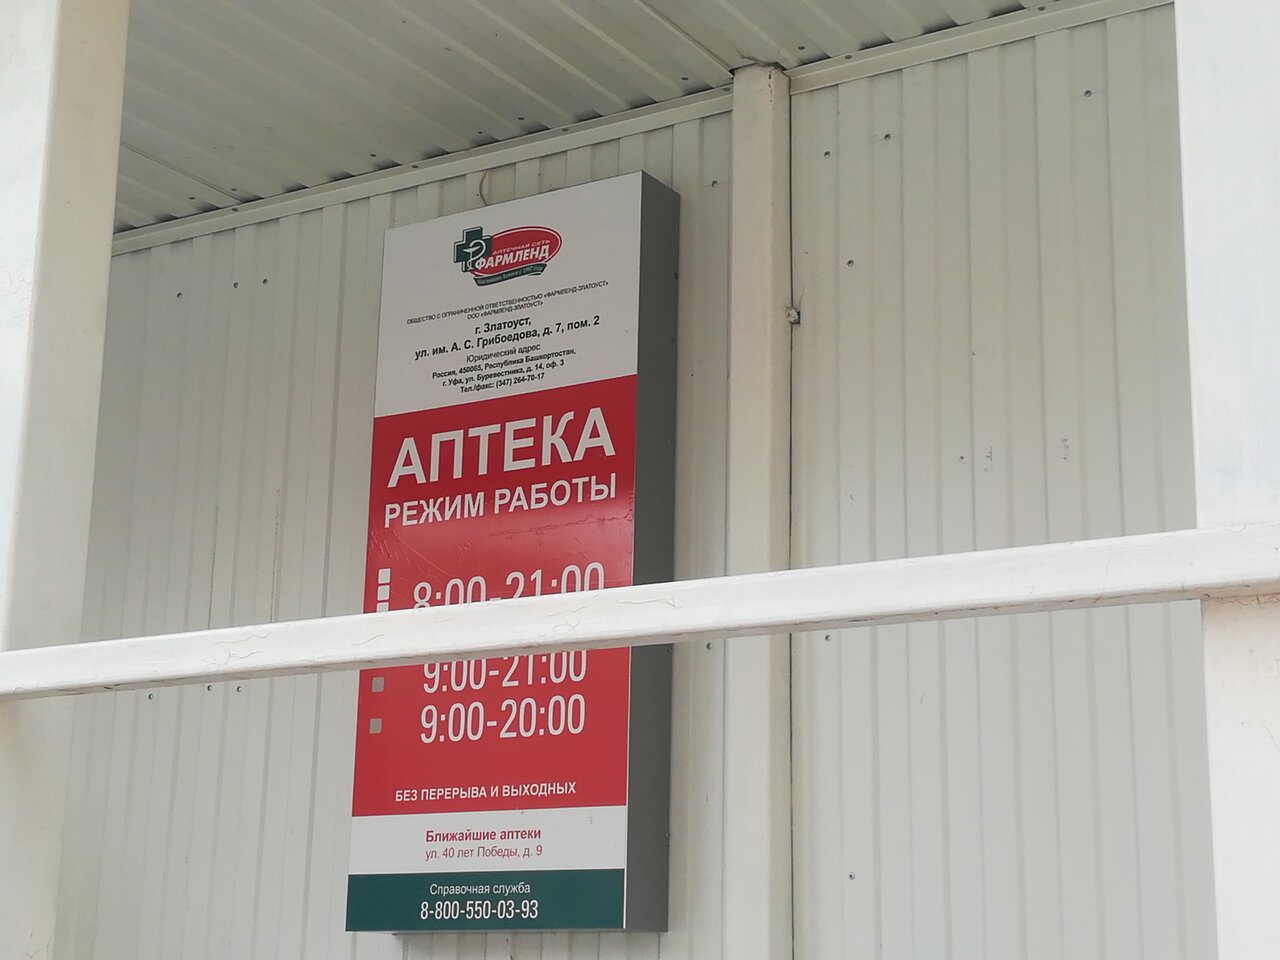 АПТЕЧНАЯ СЕТЬ
ФАРМЛЕНД
ОБЩЕСТВО С ОГРАНИЧЕННОЙ ОТВЕТСТВЕННОСТЬЮ «ФАРМЛЕНД-ЗЛАТОУСТ»
ООО «ФАРМЛЕНД-ЗЛАТОУСТ»
г. Златоуст,
ул. им. А. С. Грибоедова, д. 7, пом. 2
Юридический адрес
Россия, 450065, Республика Башкортостан,
г. Уфа, ул. Буревестника, д. 14, оф. 3
Тел./факс: (347) 264-70-17
АПТЕКА
РЕЖИМ РАБОТЫ
8:00-21:00
9:00-21:00
9:00-20:00
БЕЗ ПЕРЕРЫВА И ВЫХОДНЫХ
Ближайшие аптеки
ул. 40 лет Победы, д. 9
Справочная служба
8-800-550-03-93